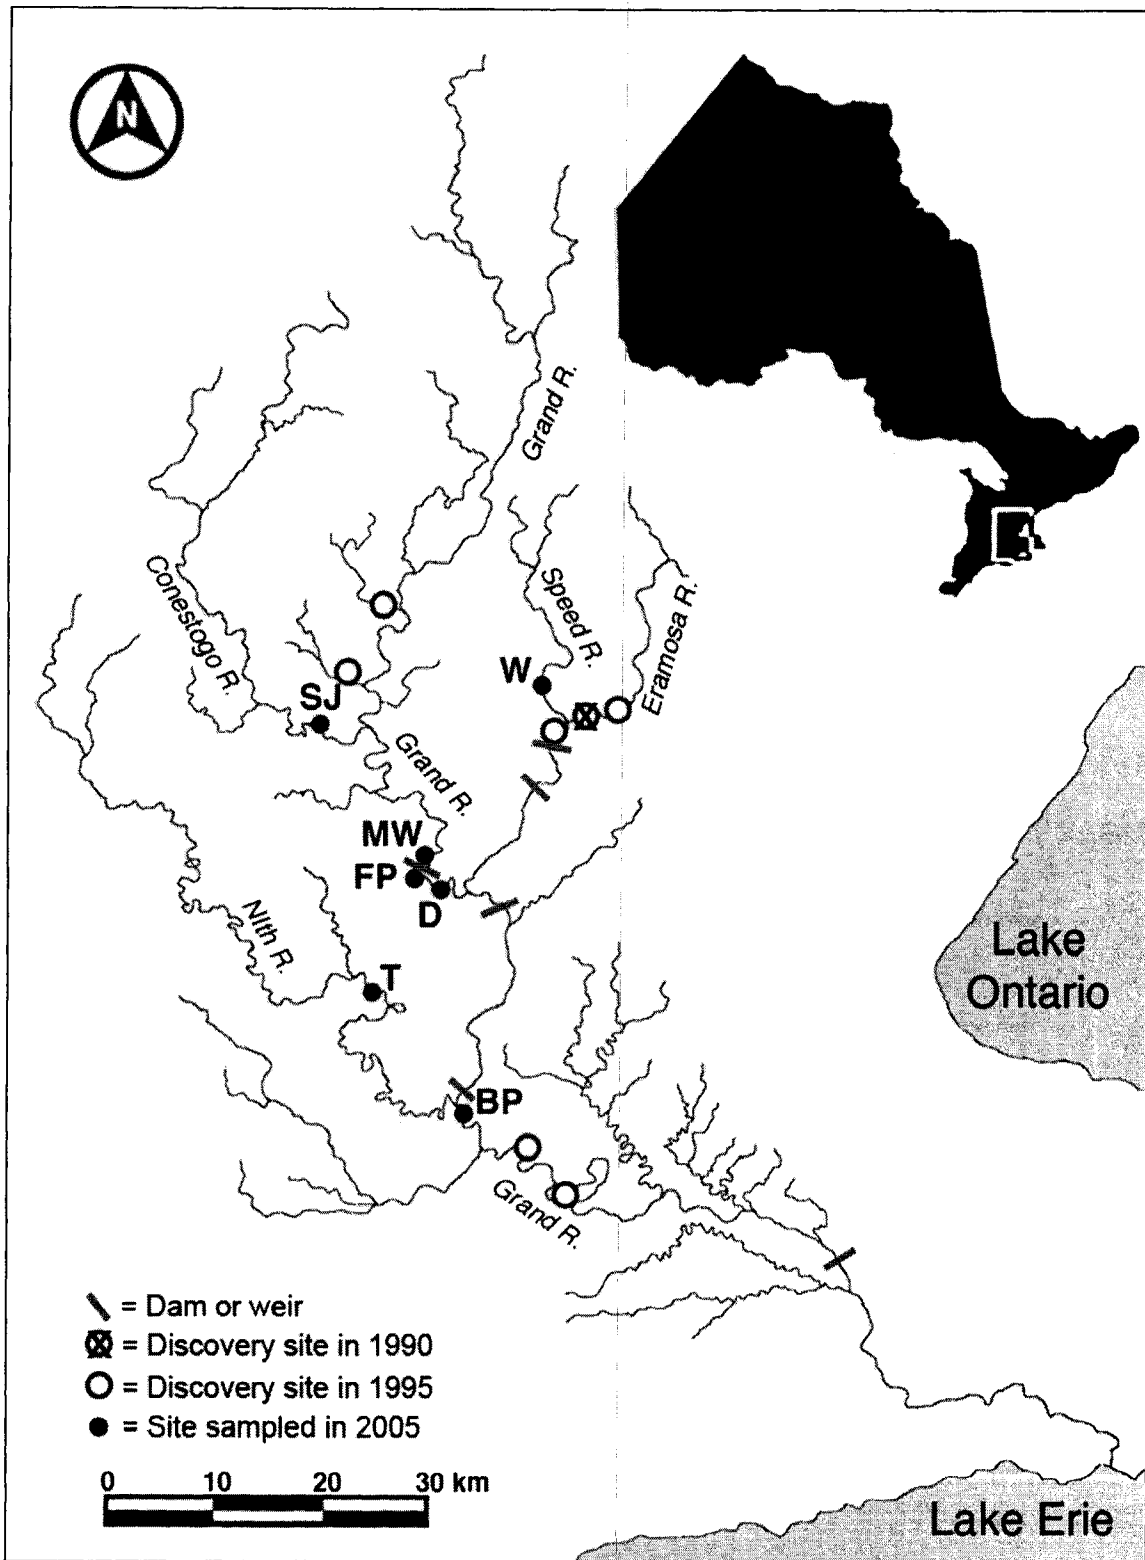 N
Grand R.
Conestogo R.
Speed R.
Eramosa R.
W
SJ
Grand R.
MW
FP
D
Nith R.
T
Lake
Ontario
BP
Grand R.
= Dam or weir
= Discovery site in 1990
= Discovery site in 1995
= Site sampled in 2005
0 10 20 30 km
Lake Erie